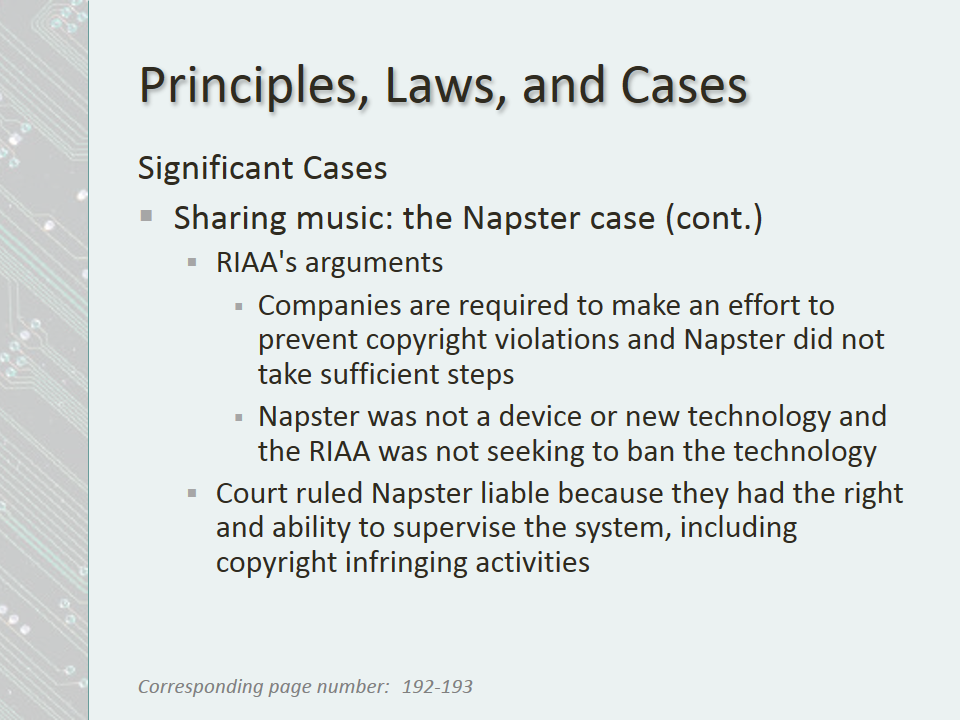 Principles, Laws, and Cases
Significant Cases
Sharing music: the Napster case (cont.)
RIAA's arguments
Companies are required to make an effort to
prevent copyright violations and Napster did not
take sufficient steps
Napster was not a device or new technology and
the RIAA was not seeking to ban the technology
Court ruled Napster liable because they had the right
and ability to supervise the system, including
copyright infringing activities
Corresponding page number: 192-193